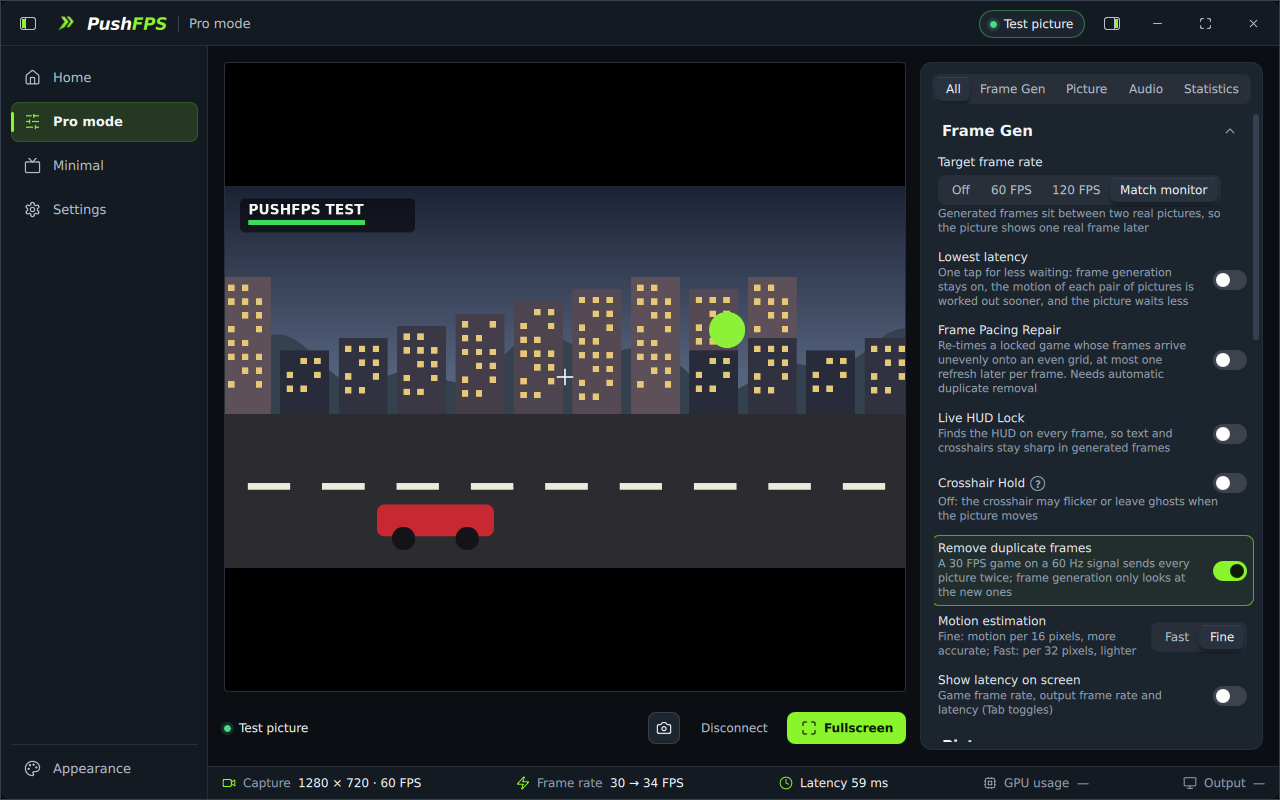 PushFPS
Pro mode
Test picture
Home
Pro mode
Minimal
Settings
Appearance
PUSHFPS TEST
Test picture
Disconnect
Fullscreen
All
Frame Gen
Picture
Audio
Statistics
Frame Gen
Target frame rate
Off
60 FPS
120 FPS
Match monitor
Generated frames sit between two real pictures, so
the picture shows one real frame later
Lowest latency
One tap for less waiting: frame generation
stays on, the motion of each pair of pictures is
worked out sooner, and the picture waits less
Frame Pacing Repair
Re-times a locked game whose frames arrive
unevenly onto an even grid, at most one
refresh later per frame. Needs automatic
duplicate removal
Live HUD Lock
Finds the HUD on every frame, so text and
crosshairs stay sharp in generated frames
Crosshair Hold ?
Off: the crosshair may flicker or leave ghosts when
the picture moves
Remove duplicate frames
A 30 FPS game on a 60 Hz signal sends every
picture twice; frame generation only looks at
the new ones
Motion estimation
Fine: motion per 16 pixels, more
accurate; Fast: per 32 pixels, lighter
Fast
Fine
Show latency on screen
Game frame rate, output frame rate and
latency (Tab toggles)
Capture 1280 × 720 · 60 FPS
Frame rate 30 → 34 FPS
Latency 59 ms
GPU usage —
Output —